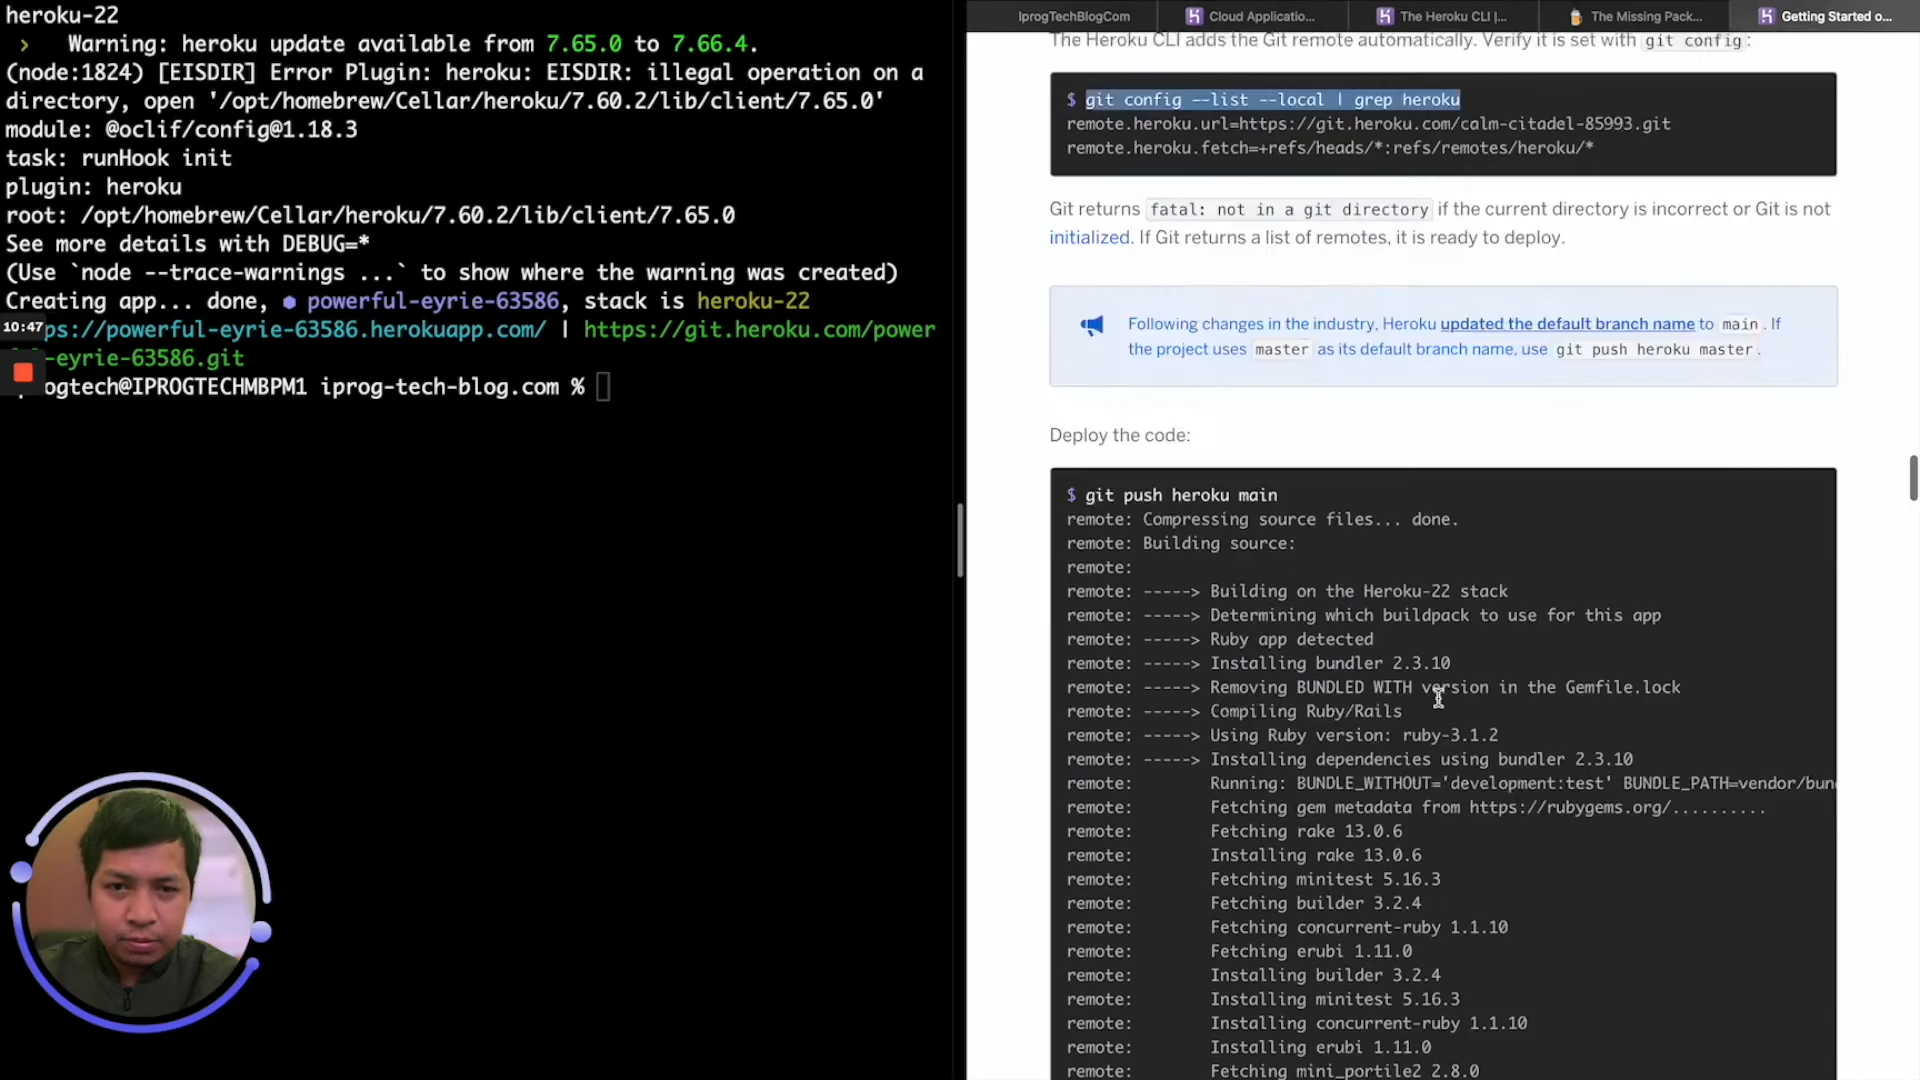 heroku-22
› Warning: heroku update available from 7.65.0 to 7.66.4.
(node:1824) [EISDIR] Error Plugin: heroku: EISDIR: illegal operation on a
directory, open '/opt/homebrew/Cellar/heroku/7.60.2/lib/client/7.65.0'
module: @oclif/config@1.18.3
task: runHook init
plugin: heroku
root: /opt/homebrew/Cellar/heroku/7.60.2/lib/client/7.65.0
See more details with DEBUG=*
(Use `node --trace-warnings ...` to show where the warning was created)
Creating app... done, ⬢ powerful-eyrie-63586, stack is heroku-22
10:47
ps://powerful-eyrie-63586.herokuapp.com/ | https://git.heroku.com/power
-eyrie-63586.git
ogtech@IPROGTECHMBPM1 iprog-tech-blog.com %
IprogTechBlogCom
Cloud Applicatio...
The Heroku CLI |...
The Missing Pack...
Getting Started o...
The Heroku CLI adds the Git remote automatically. Verify it is set with git config :
$ git config --list --local | grep heroku
remote.heroku.url=https://git.heroku.com/calm-citadel-85993.git
remote.heroku.fetch=+refs/heads/*:refs/remotes/heroku/*
Git returns fatal: not in a git directory if the current directory is incorrect or Git is not
initialized. If Git returns a list of remotes, it is ready to deploy.
Following changes in the industry, Heroku updated the default branch name to main . If
the project uses master as its default branch name, use git push heroku master .
Deploy the code:
$ git push heroku main
remote: Compressing source files... done.
remote: Building source:
remote:
remote: -----> Building on the Heroku-22 stack
remote: -----> Determining which buildpack to use for this app
remote: -----> Ruby app detected
remote: -----> Installing bundler 2.3.10
remote: -----> Removing BUNDLED WITH version in the Gemfile.lock
remote: -----> Compiling Ruby/Rails
remote: -----> Using Ruby version: ruby-3.1.2
remote: -----> Installing dependencies using bundler 2.3.10
remote: Running: BUNDLE_WITHOUT='development:test' BUNDLE_PATH=vendor/bun
remote: Fetching gem metadata from https://rubygems.org/..........
remote: Fetching rake 13.0.6
remote: Installing rake 13.0.6
remote: Fetching minitest 5.16.3
remote: Fetching builder 3.2.4
remote: Fetching concurrent-ruby 1.1.10
remote: Fetching erubi 1.11.0
remote: Installing builder 3.2.4
remote: Installing minitest 5.16.3
remote: Installing concurrent-ruby 1.1.10
remote: Installing erubi 1.11.0
remote: Fetching mini_portile2 2.8.0